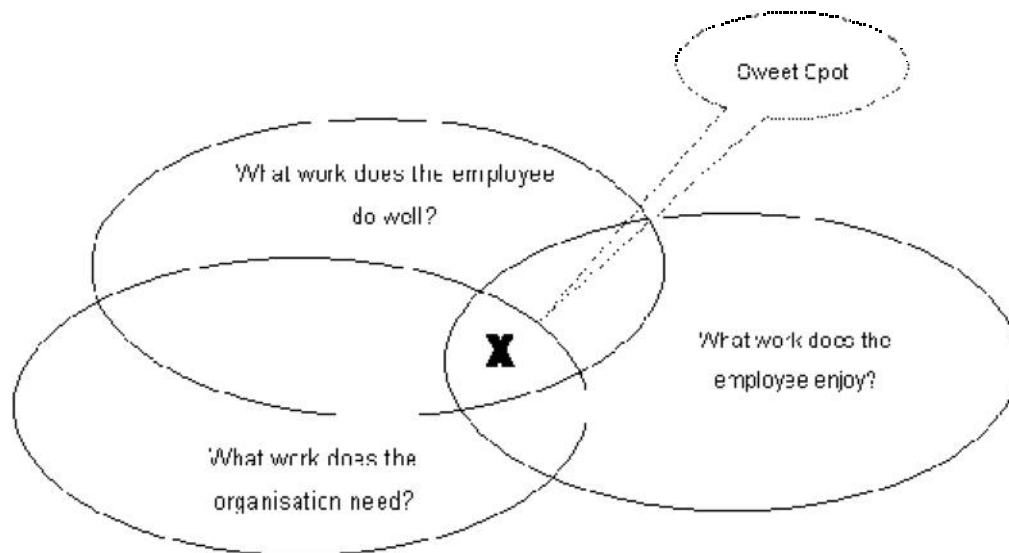 Sweet Spot
What work does the employee
do well?
X
What work does the
employee enjoy?
What work does the
organisation need?